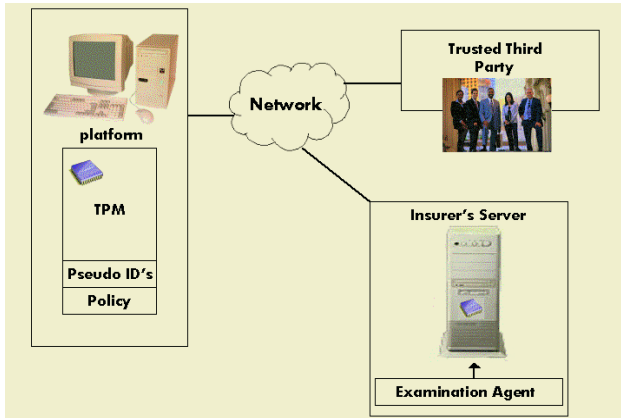 platform
TPM
Pseudo ID's
Policy
Network
Trusted Third
Party
Insurer's Server
Examination Agent